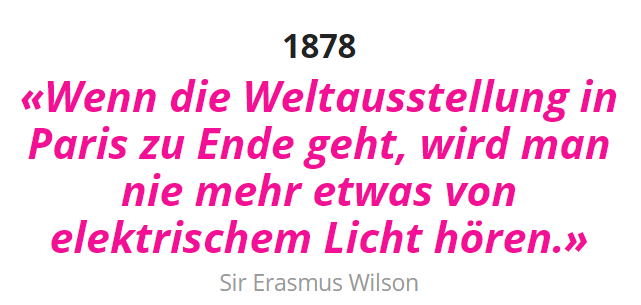 1878
«Wenn die Weltausstellung in
Paris zu Ende geht, wird man
nie mehr etwas von
elektrischem Licht hören.»
Sir Erasmus Wilson